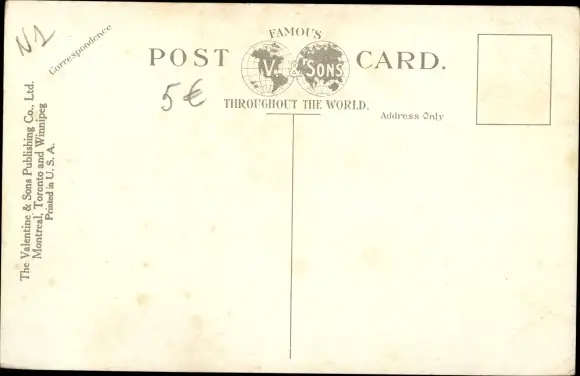 N1
Correspondence
FAMOUS
POST CARD.
V. & SONS
THROUGHOUT THE WORLD.
5€
Address Only
The Valentine & Sons Publishing Co., Ltd.
Montreal, Toronto and Winnipeg
Printed in U. S. A.